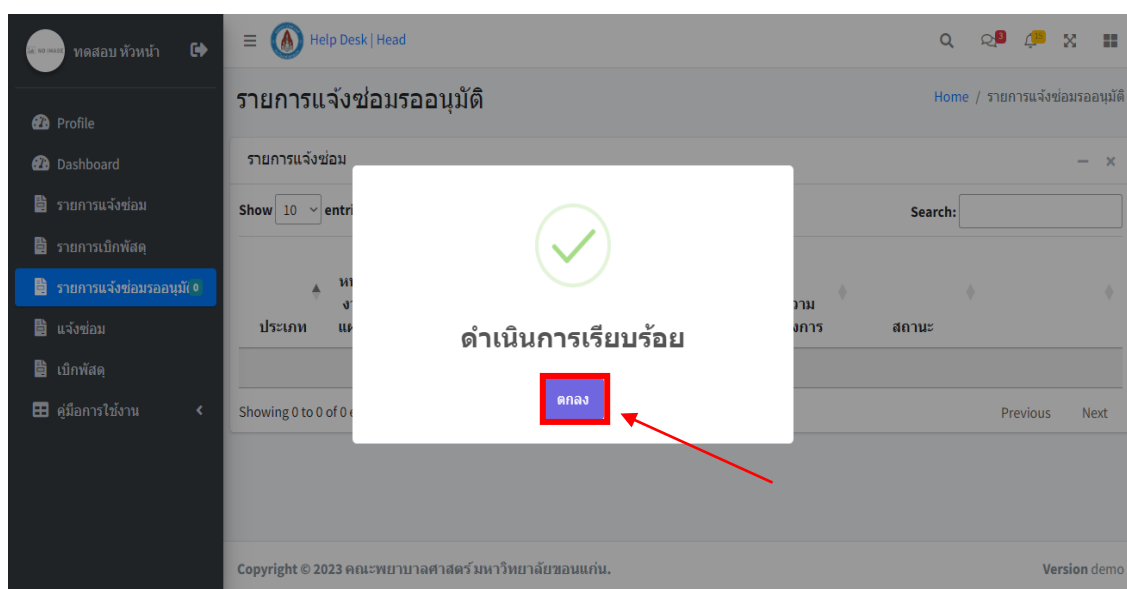 NO IMAGE
ทดสอบ หัวหน้า
Help Desk | Head
3
รายการแจ้งซ่อมรออนุมัติ
Home / รายการแจ้งซ่อมรออนุมัติ
Profile
Dashboard
รายการแจ้งซ่อม
รายการเบิกพัสดุ
รายการแจ้งซ่อมรออนุมัติ 0
แจ้งซ่อม
เบิกพัสดุ
คู่มือการใช้งาน
รายการแจ้งซ่อม
Show 10 entri
Search:
ประเภท
สถานะ
ดำเนินการเรียบร้อย
ตกลง
Showing 0 to 0 of 0 e
Previous Next
Copyright © 2023 คณะพยาบาลศาสตร์ มหาวิทยาลัยขอนแก่น.
Version demo